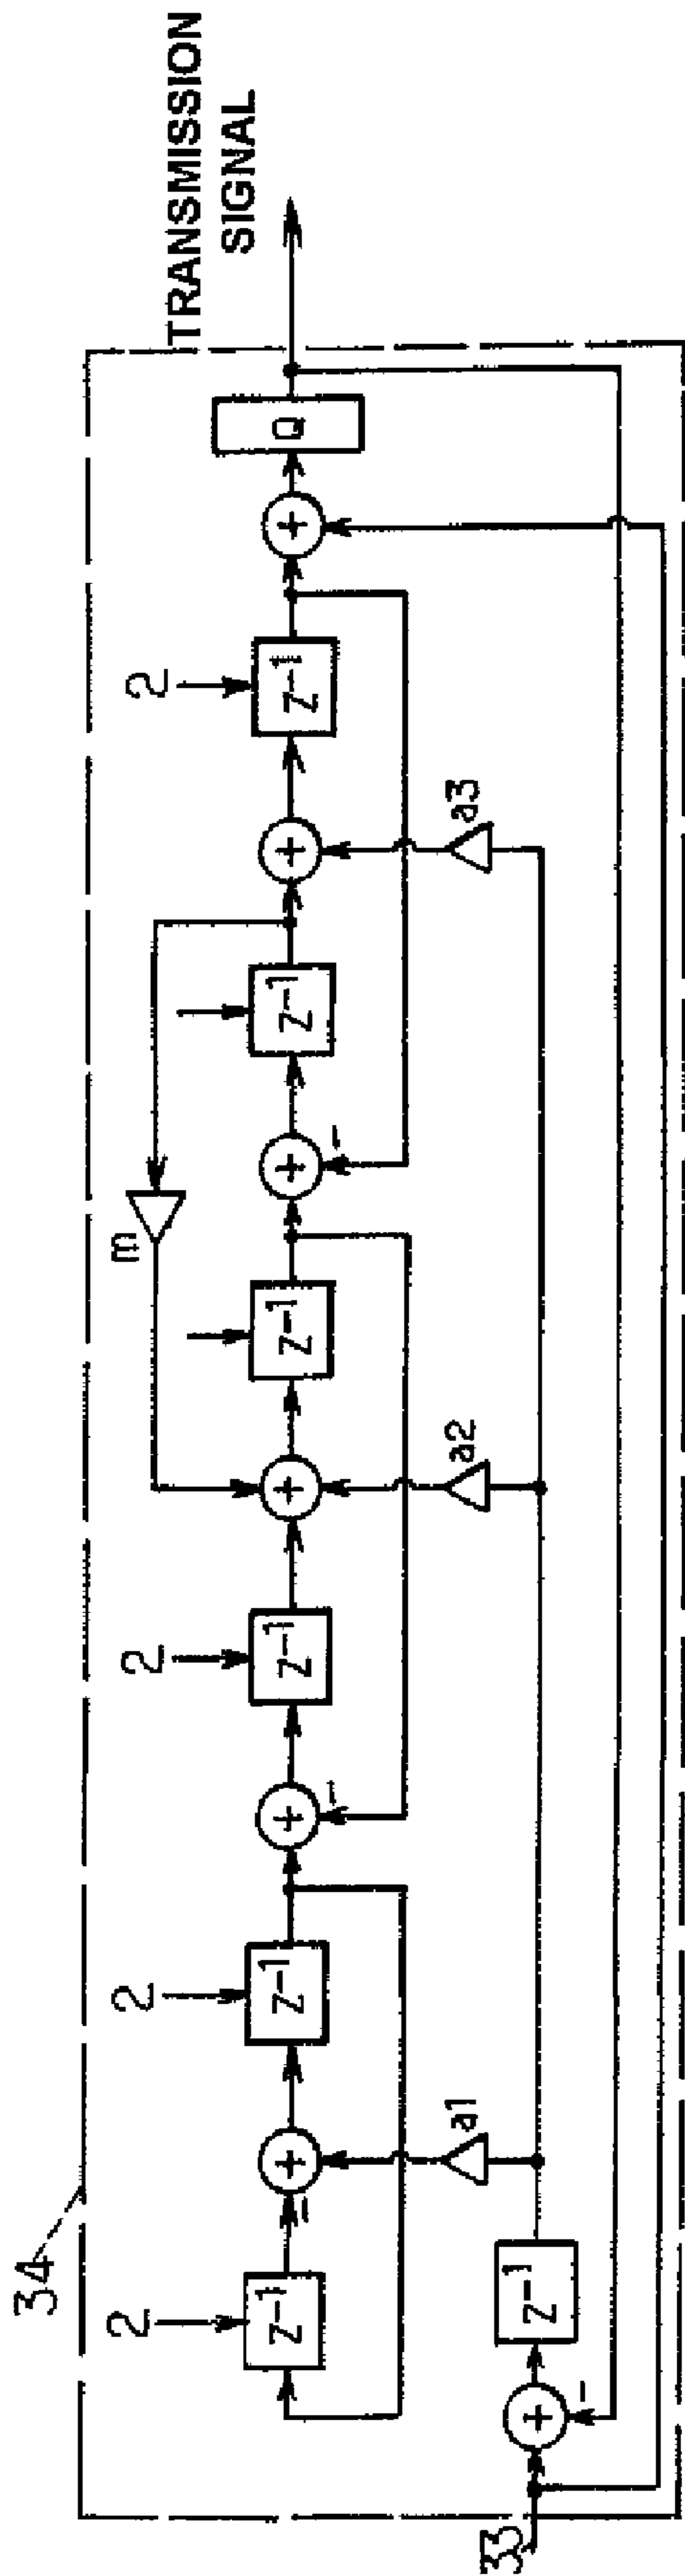 TRANSMISSION
SIGNAL
34
2
2
2
2
m
z-1
+
z-1
+
z-1
+
z-1
+
z-1
+
z-1
+
Q
-
-
-
-
a1
a2
a3
33
+
z-1